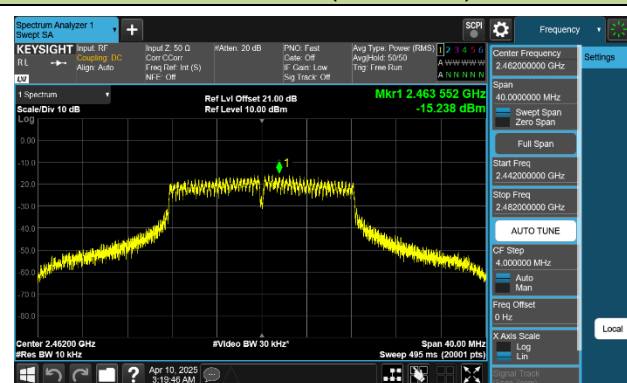 Spectrum Analyzer 1
Swept SA
SCPI
Frequency
KEYSIGHT
RL
Input: RF
Coupling: DC
Align: Auto
Input Z: 50 Ω
Corr CCorr
Freq Ref: Int (S)
NFE: Off
#Atten: 20 dB
PNO: Fast
Gate: Off
IF Gain: Low
Sig Track: Off
Avg Type: Power (RMS)
Avg|Hold: 50/50
Trig: Free Run
1 2 3 4 5 6
A W W W W W
A N N N N N
Center Frequency
2.462000000 GHz
Settings
Span
40.0000000 MHz
Swept Span
Zero Span
Full Span
Start Freq
2.442000000 GHz
Stop Freq
2.482000000 GHz
AUTO TUNE
CF Step
4.000000 MHz
Auto
Man
Freq Offset
0 Hz
X Axis Scale
Log
Lin
Signal Track
Local
1 Spectrum
Scale/Div 10 dB
Log
Ref Lvl Offset 21.00 dB
Ref Level 10.00 dBm
Mkr1 2.463 552 GHz
-15.238 dBm
1
0.00
-10.0
-20.0
-30.0
-40.0
-50.0
-60.0
-70.0
-80.0
Center 2.46200 GHz
#Res BW 10 kHz
#Video BW 30 kHz*
Span 40.00 MHz
Sweep 495 ms (20001 pts)
Apr 10, 2025
3:19:46 AM